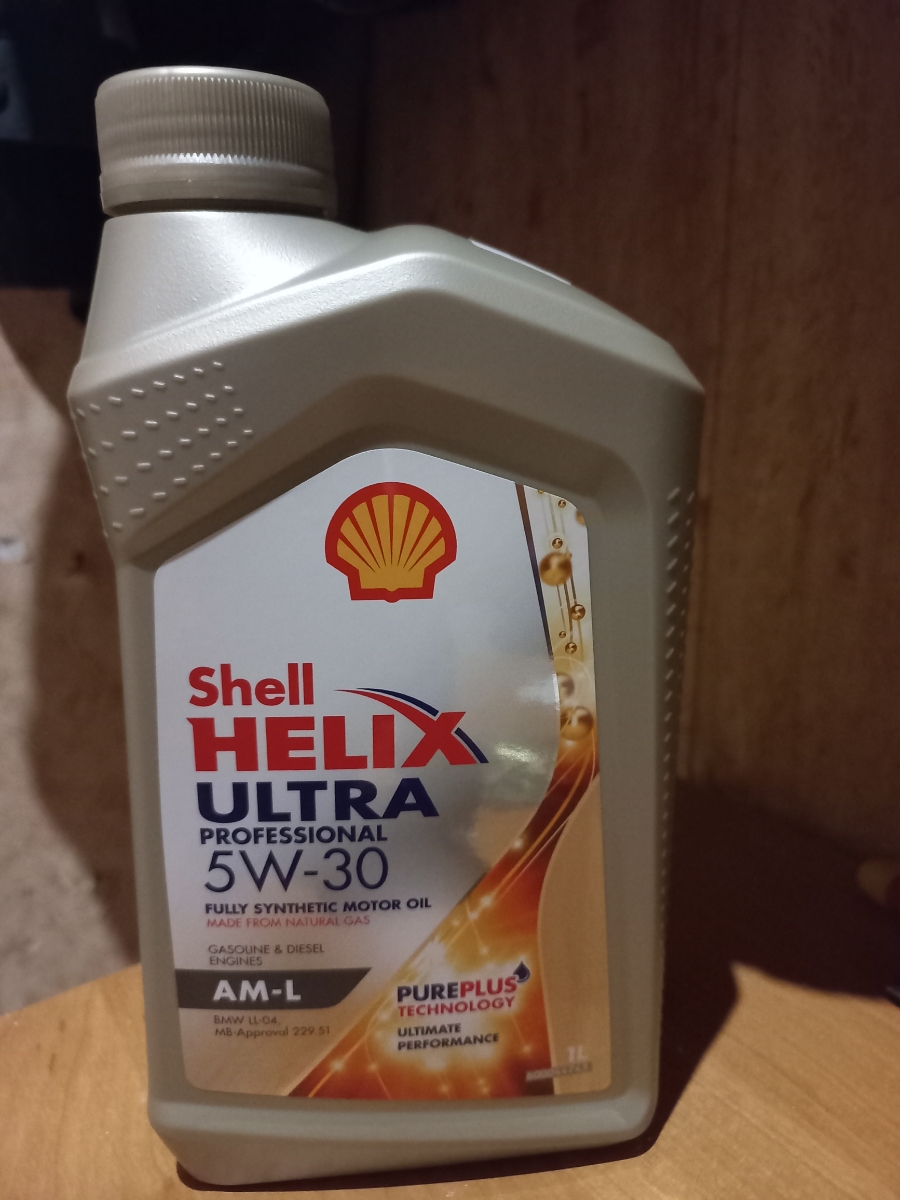 Shell
HELIX
ULTRA
PROFESSIONAL
5W-30
FULLY SYNTHETIC MOTOR OIL
MADE FROM NATURAL GAS
GASOLINE & DIESEL
ENGINES
AM-L
BMW LL-04,
MB-Approval 229.51
PUREPLUS
TECHNOLOGY
ULTIMATE
PERFORMANCE
1L